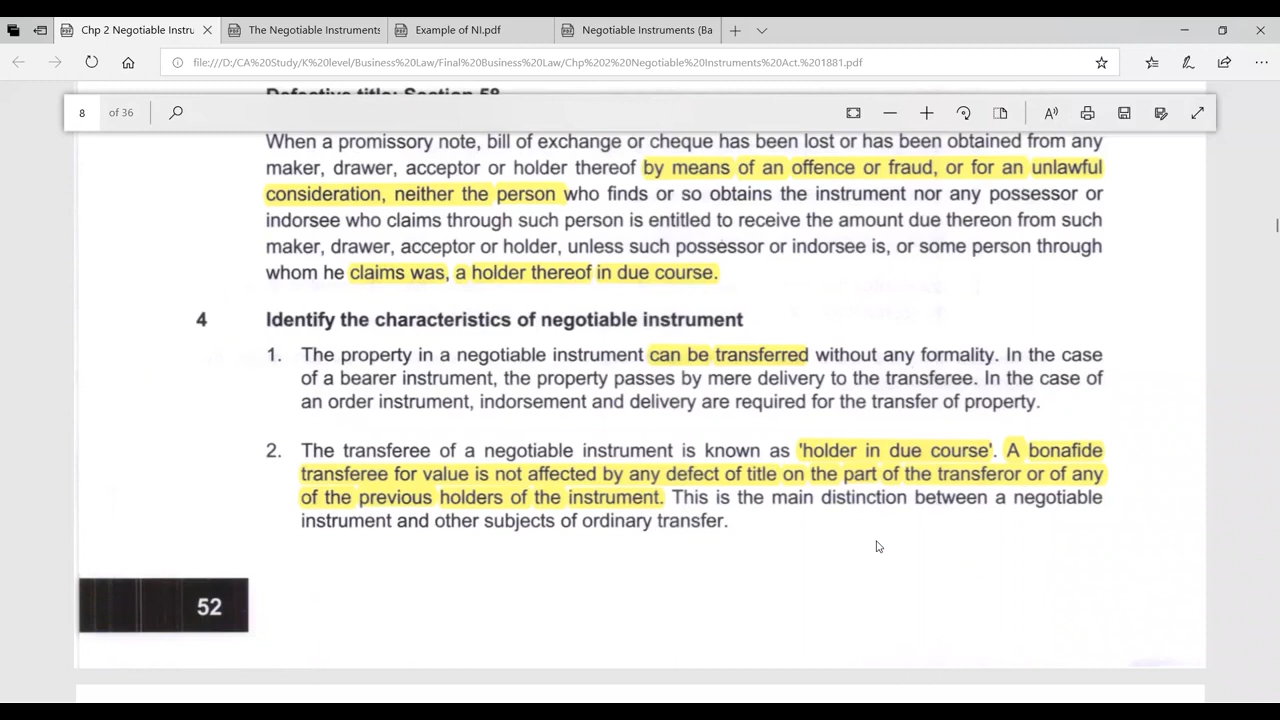 Chp 2 Negotiable Instru
The Negotiable Instruments
Example of NI.pdf
Negotiable Instruments (Ba
file:///D:/CA%20Study/K%20level/Business%20Law/Final%20Business%20Law/Chp%202%20Negotiable%20Instruments%20Act.%201881.pdf
Defective title: Section 58
8 of 36
When a promissory note, bill of exchange or cheque has been lost or has been obtained from any
maker, drawer, acceptor or holder thereof by means of an offence or fraud, or for an unlawful
consideration, neither the person who finds or so obtains the instrument nor any possessor or
indorsee who claims through such person is entitled to receive the amount due thereon from such
maker, drawer, acceptor or holder, unless such possessor or indorsee is, or some person through
whom he claims was, a holder thereof in due course.
4 Identify the characteristics of negotiable instrument
1. The property in a negotiable instrument can be transferred without any formality. In the case
of a bearer instrument, the property passes by mere delivery to the transferee. In the case of
an order instrument, indorsement and delivery are required for the transfer of property.
2. The transferee of a negotiable instrument is known as 'holder in due course'. A bonafide
transferee for value is not affected by any defect of title on the part of the transferor or of any
of the previous holders of the instrument. This is the main distinction between a negotiable
instrument and other subjects of ordinary transfer.
52